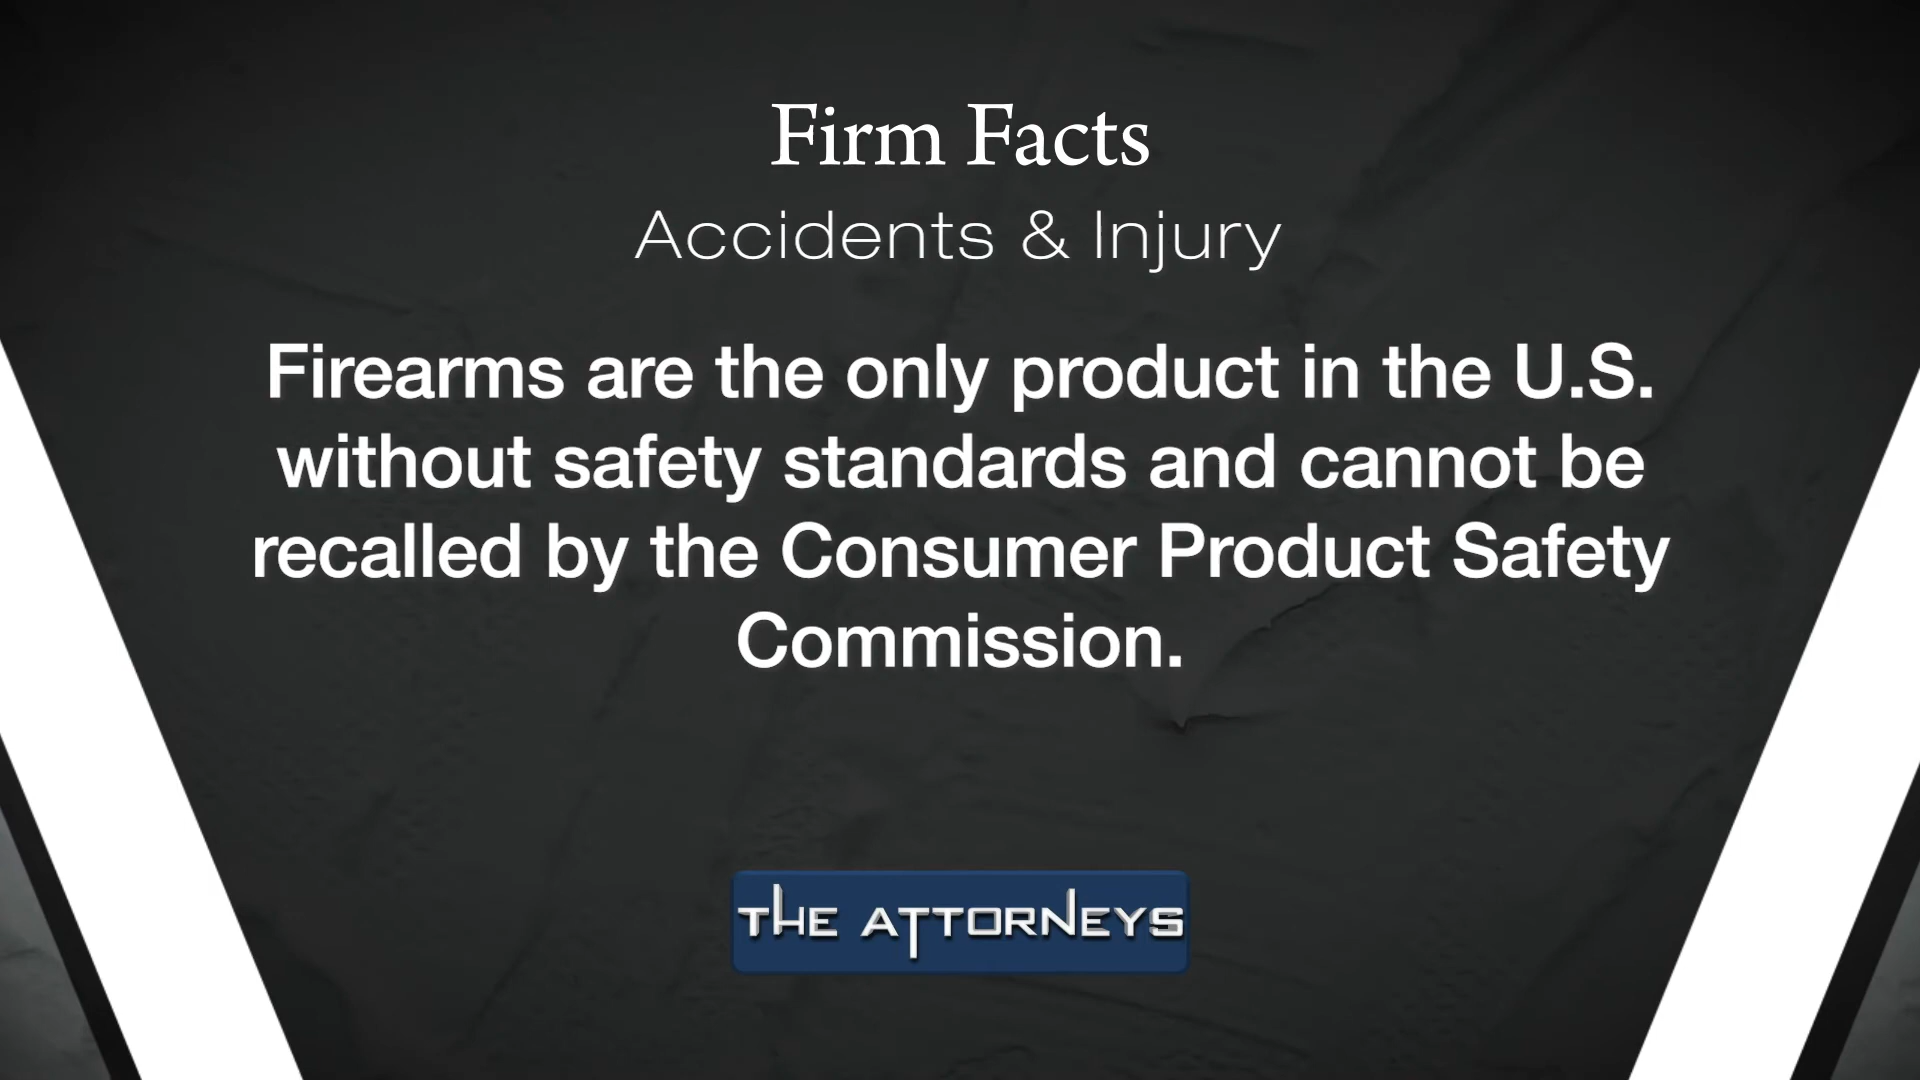 Firm Facts
Accidents & Injury
Firearms are the only product in the U.S.
without safety standards and cannot be
recalled by the Consumer Product Safety
Commission.
THE ATTORNEYS